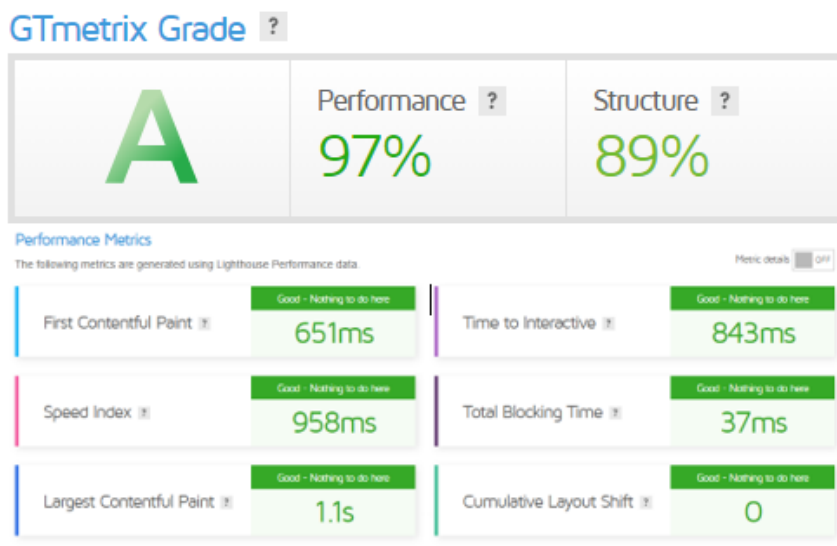 GTmetrix Grade ?
A
Performance ?
97%
Structure ?
89%
Performance Metrics
The following metrics are generated using Lighthouse Performance data.
Metric details OFF
First Contentful Paint ?
Good - Nothing to do here
651ms
Time to Interactive ?
Good - Nothing to do here
843ms
Speed Index ?
Good - Nothing to do here
958ms
Total Blocking Time ?
Good - Nothing to do here
37ms
Largest Contentful Paint ?
Good - Nothing to do here
1.1s
Cumulative Layout Shift ?
Good - Nothing to do here
0